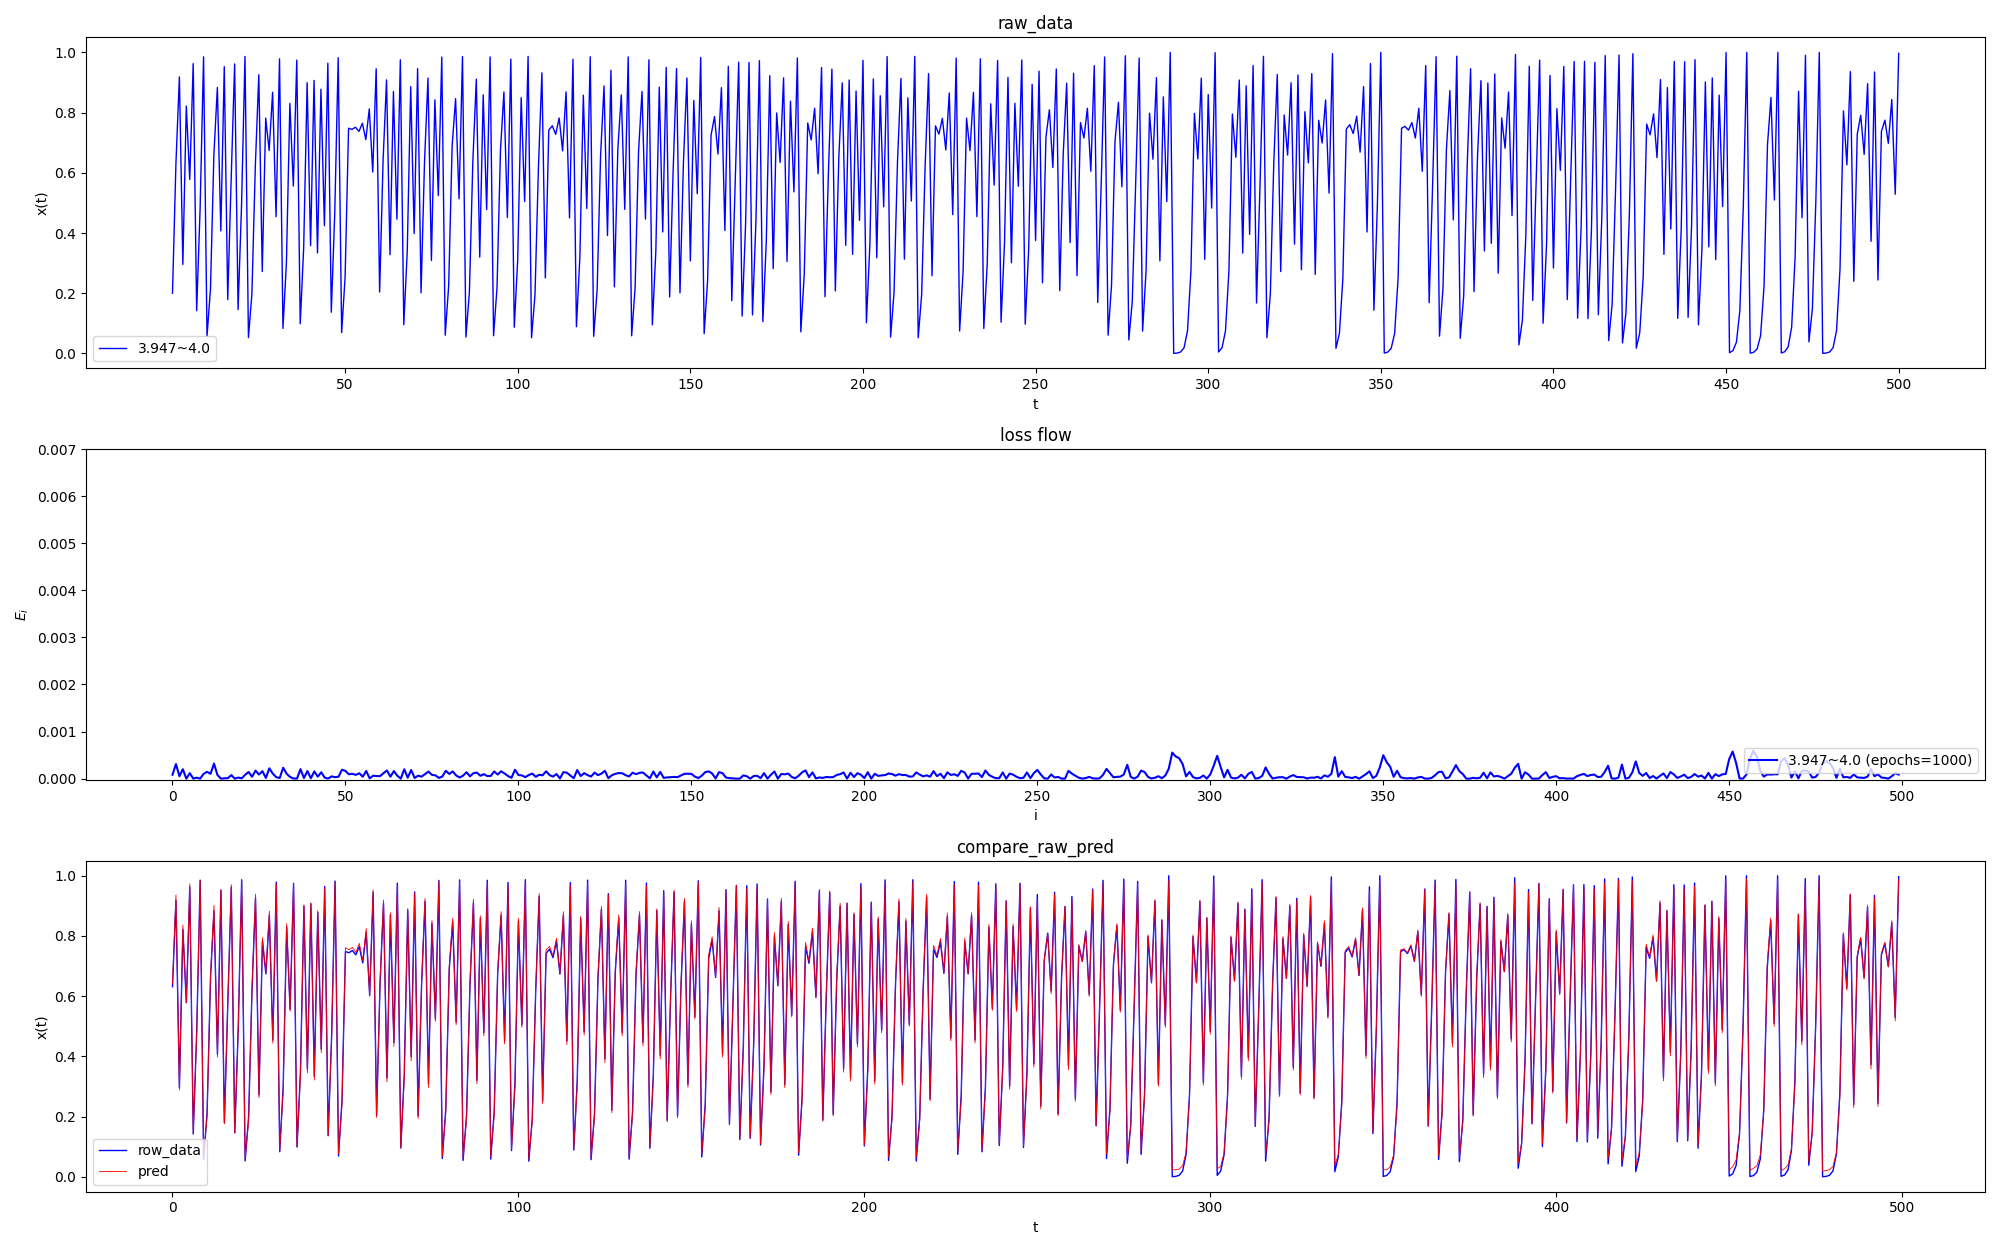 raw_data
1.0
0.8
0.6
0.4
0.2
0.0
x(t)
3.947~4.0
50 100 150 200 250 300 350 400 450 500
t
loss flow
0.007
0.006
0.005
0.004
0.003
0.002
0.001
0.000
E_i
3.947~4.0 (epochs=1000)
0 50 100 150 200 250 300 350 400 450 500
i
compare_raw_pred
1.0
0.8
0.6
0.4
0.2
0.0
x(t)
row_data
pred
0 100 200 300 400 500
t